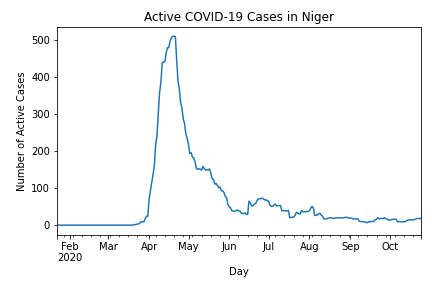 Active COVID-19 Cases in Niger
Number of Active Cases
500
400
300
200
100
0
Feb Mar Apr May Jun Jul Aug Sep Oct
2020
Day